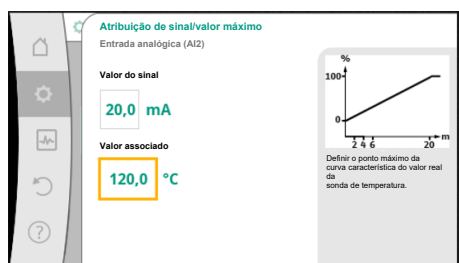 Atribuição de sinal/valor máximo
Entrada analógica (AI2)
Valor do sinal
20,0 mA
Valor associado
120,0 °C
%
100
0
2 4 6 20 m
Definir o ponto máximo da
curva característica do valor real
da
sonda de temperatura.
?